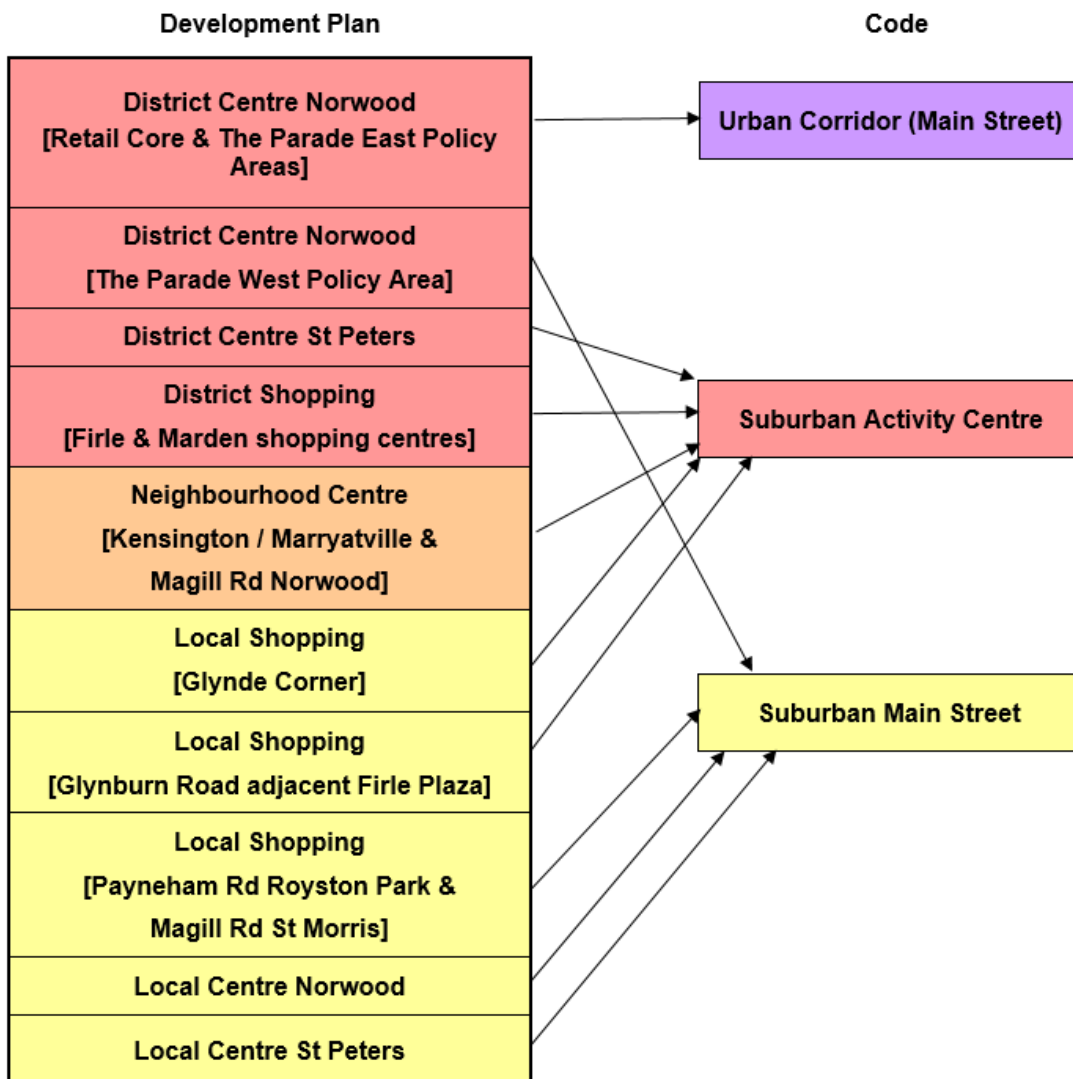 Development Plan
Code
District Centre Norwood
[Retail Core & The Parade East Policy
Areas]
Urban Corridor (Main Street)
District Centre Norwood
[The Parade West Policy Area]
District Centre St Peters
District Shopping
[Firle & Marden shopping centres]
Suburban Activity Centre
Neighbourhood Centre
[Kensington / Marryatville &
Magill Rd Norwood]
Local Shopping
[Glynde Corner]
Suburban Main Street
Local Shopping
[Glynburn Road adjacent Firle Plaza]
Local Shopping
[Payneham Rd Royston Park &
Magill Rd St Morris]
Local Centre Norwood
Local Centre St Peters